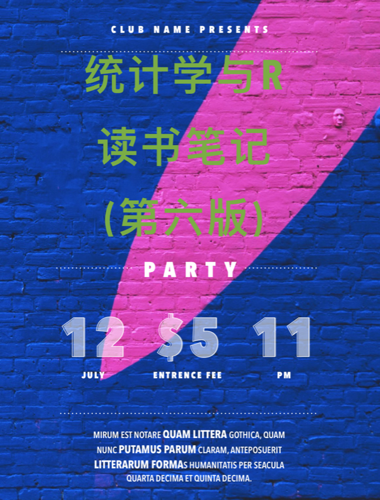 CLUB NAME PRESENTS
统计学与R
读书笔记
(第六版)
PARTY
12 $5 11
JULY ENTRENCE FEE PM
MIRUM EST NOTARE QUAM LITTERA GOTHICA, QUAM
NUNC PUTAMUS PARUM CLARAM, ANTEPOSUERIT
LITTERARUM FORMAS HUMANITATIS PER SEACULA
QUARTA DECIMA ET QUINTA DECIMA.